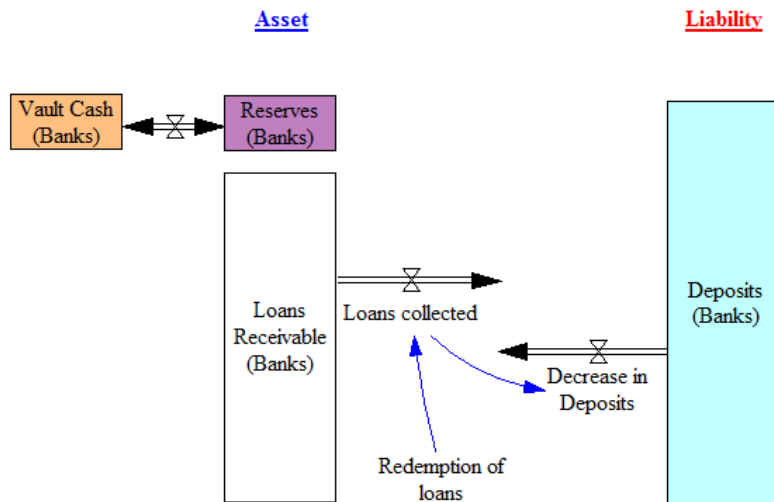 Asset
Liability
Vault Cash
(Banks)
Reserves
(Banks)
Loans
Receivable
(Banks)
Loans collected
Deposits
(Banks)
Decrease in
Deposits
Redemption of
loans